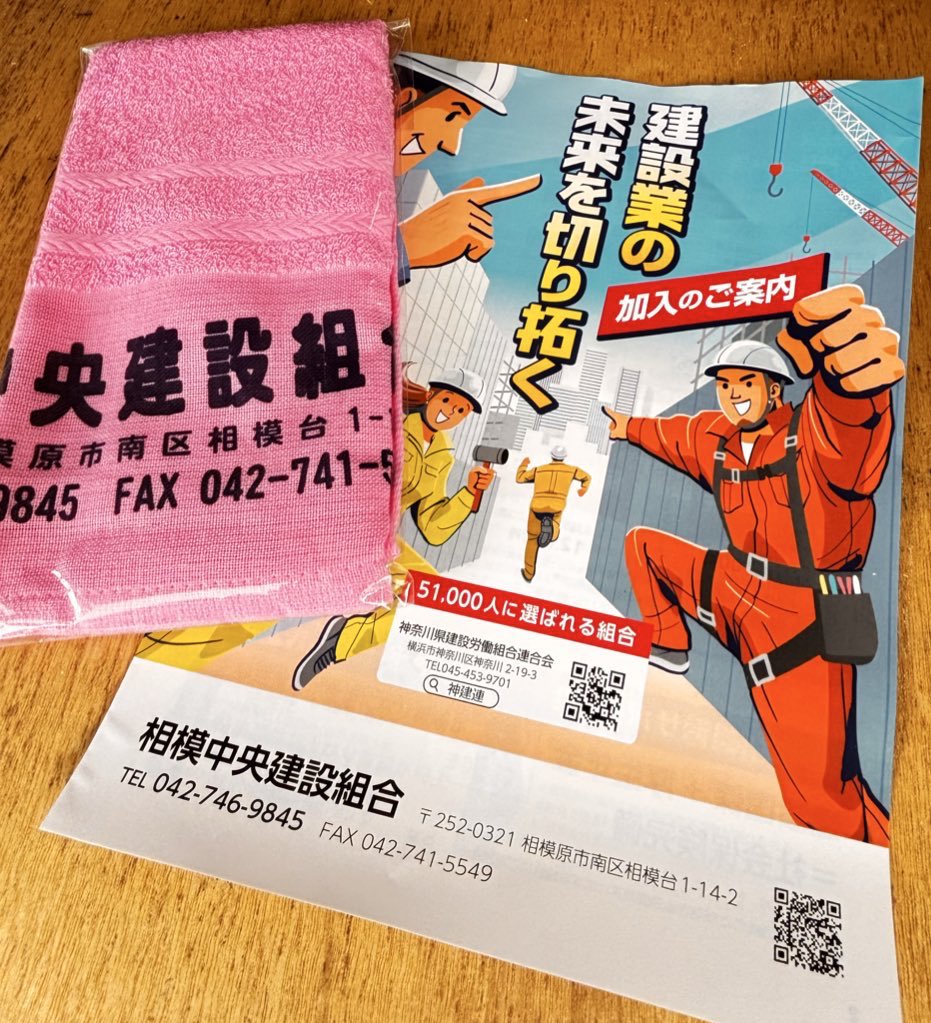 央建設組
模原市南区相模台 1-
9845 FAX 042-741-5
建設業の
未来を切り拓く
加入のご案内
51,000人に選ばれる組合
神奈川県建設労働組合連合会
横浜市神奈川区神奈川 2-19-3
TEL045-453-9701
神建連
相模中央建設組合
TEL 042-746-9845 FAX 042-741-5549
〒252-0321 相模原市南区相模台 1-14-2